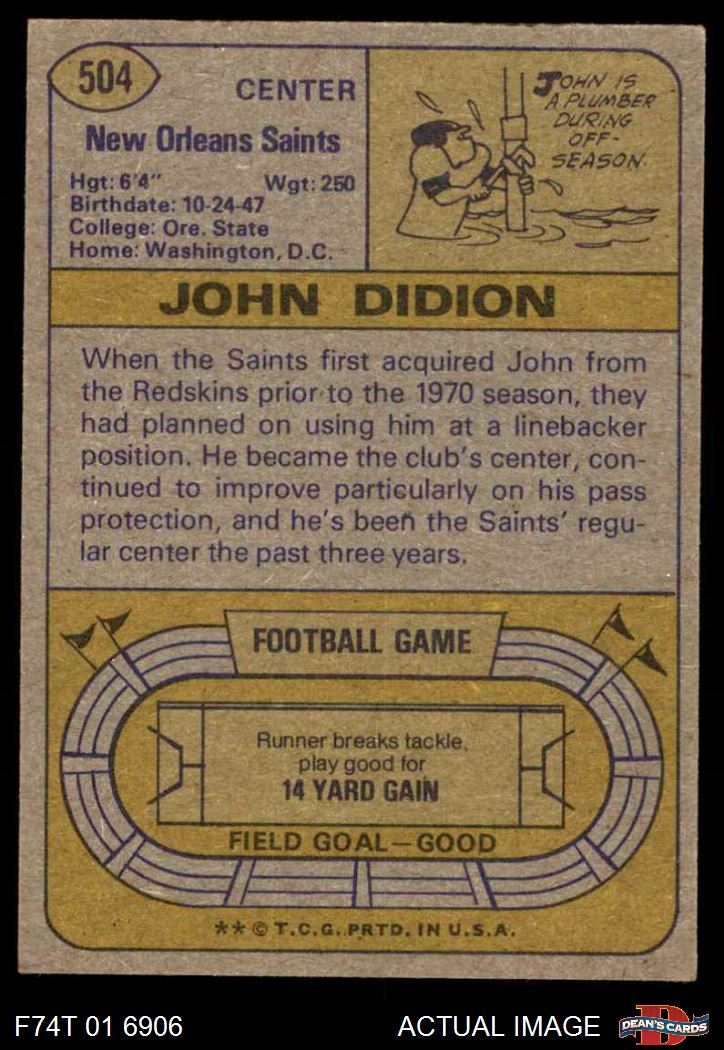 504
CENTER
New Orleans Saints
Hgt: 6'4" Wgt: 250
Birthdate: 10-24-47
College: Ore. State
Home: Washington, D.C.
JOHN IS
A PLUMBER
DURING
OFF-
SEASON.
JOHN DIDION
When the Saints first acquired John from
the Redskins prior to the 1970 season, they
had planned on using him at a linebacker
position. He became the club's center, con-
tinued to improve particularly on his pass
protection, and he's been the Saints' regu-
lar center the past three years.
FOOTBALL GAME
Runner breaks tackle,
play good for
14 YARD GAIN
FIELD GOAL—GOOD
** © T.C.G. PRTD. IN U.S.A.
F74T 01 6906 ACTUAL IMAGE
D
DEAN'S CARDS